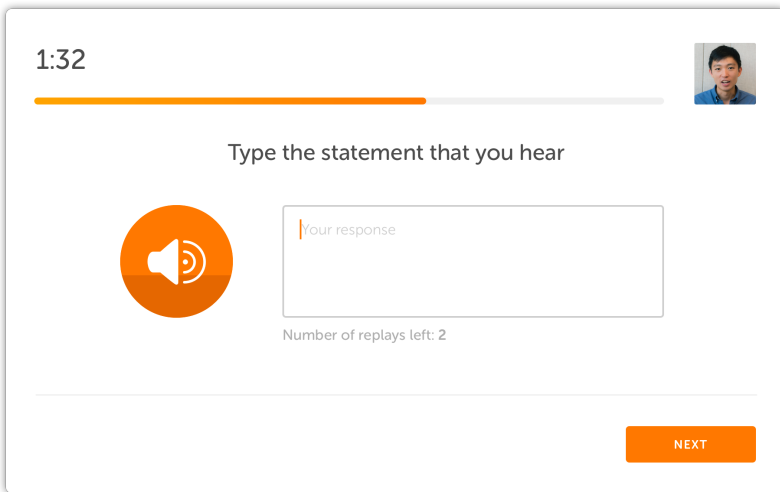 1:32
Type the statement that you hear
Your response
Number of replays left: 2
NEXT